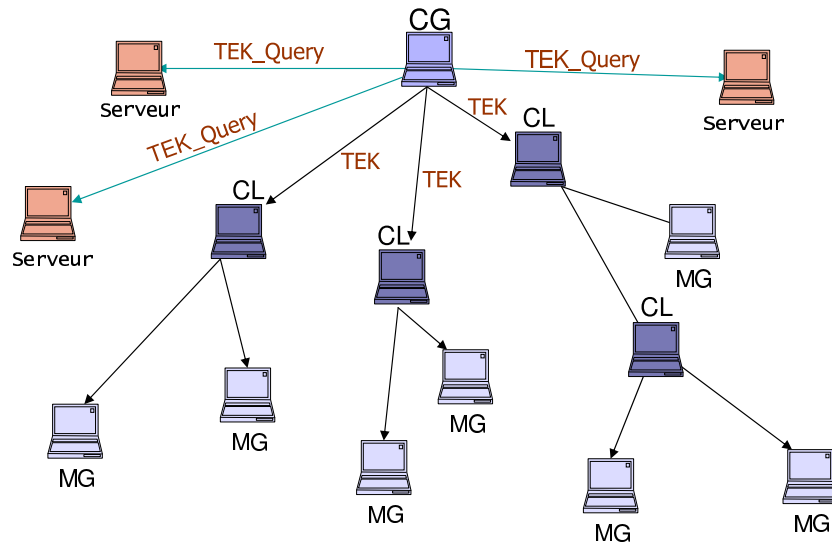 CG
TEK_Query
TEK_Query
Serveur
TEK
CL
Serveur
TEK_Query
TEK
TEK
CL
CL
Serveur
MG
CL
MG
MG
MG
MG
MG
MG